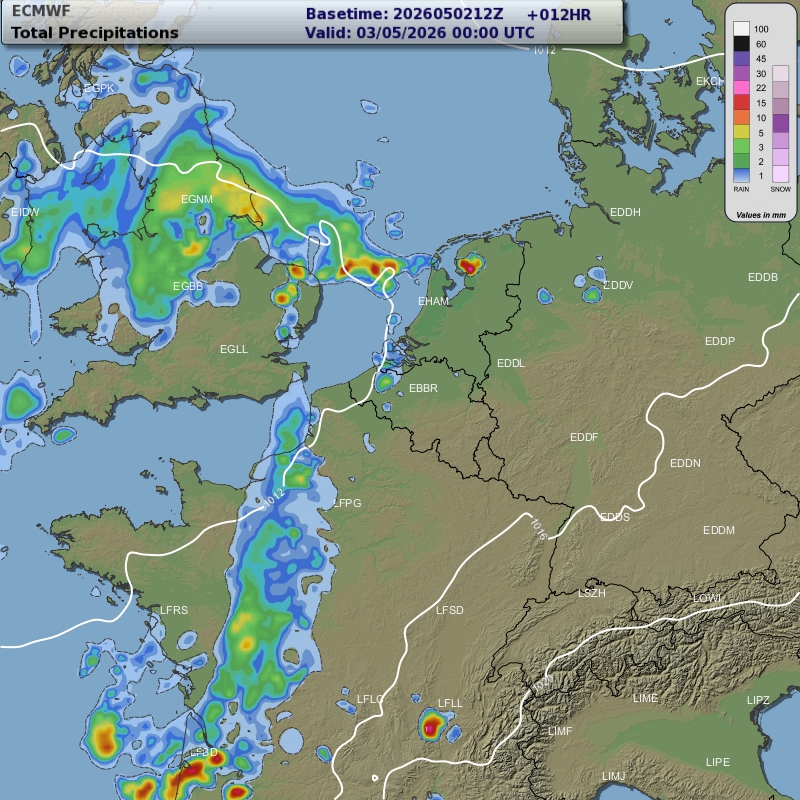 ECMWF
Basetime: 2026050212Z +012HR
Total Precipitations
Valid: 03/05/2026 00:00 UTC
1012
EGPK
EKCH
100
60
45
30
22
15
10
5
3
2
1
RAIN
SNOW
Values in mm
EGNM
EIDW
EDDH
EGBB
EHAM
EDDV
EDDB
EGLL
EDDP
EDDL
EBBR
EDDF
EDDN
1012
LFPG
1016
EDDS
EDDM
LFRS
LFSD
LSZH
LOWI
1020
LFLC
LFLL
LIME
LIPZ
LIMF
LFBD
LIPE
LIMJ